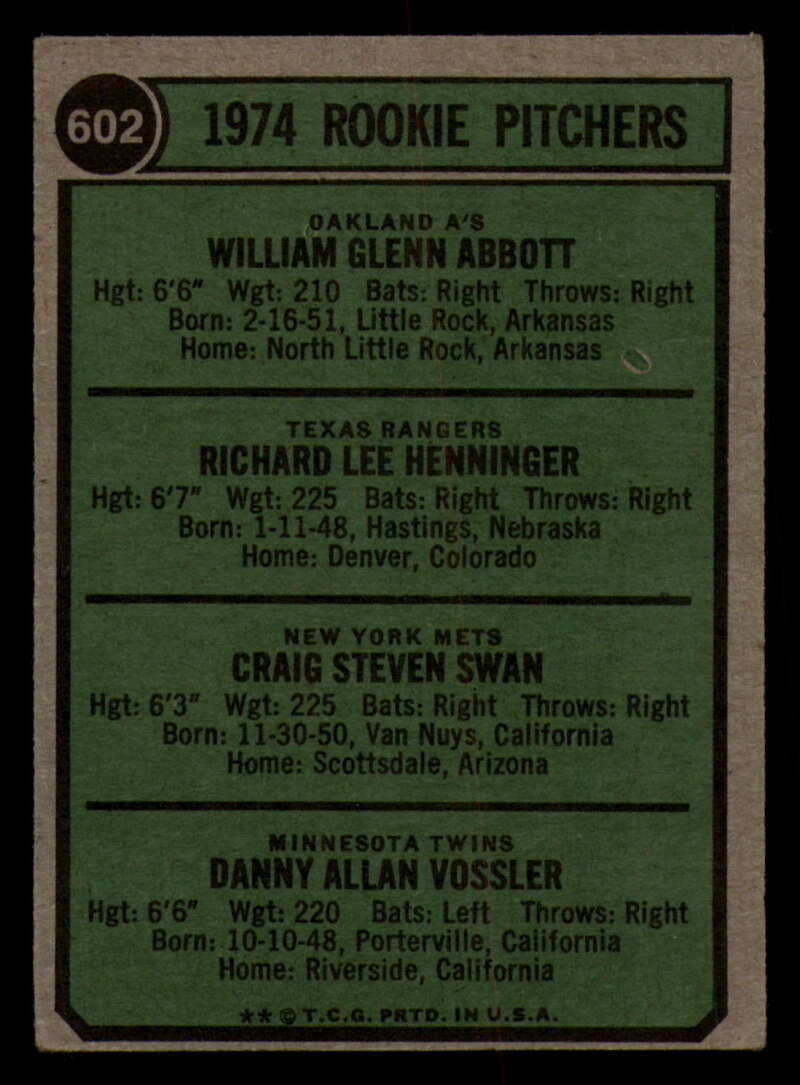 602
1974 ROOKIE PITCHERS
OAKLAND A'S
WILLIAM GLENN ABBOTT
Hgt: 6'6" Wgt: 210 Bats: Right Throws: Right
Born: 2-16-51, Little Rock, Arkansas
Home: North Little Rock, Arkansas
TEXAS RANGERS
RICHARD LEE HENNINGER
Hgt: 6'7" Wgt: 225 Bats: Right Throws: Right
Born: 1-11-48, Hastings, Nebraska
Home: Denver, Colorado
NEW YORK METS
CRAIG STEVEN SWAN
Hgt: 6'3" Wgt: 225 Bats: Right Throws: Right
Born: 11-30-50, Van Nuys, California
Home: Scottsdale, Arizona
MINNESOTA TWINS
DANNY ALLAN VOSSLER
Hgt: 6'6" Wgt: 220 Bats: Left Throws: Right
Born: 10-10-48, Porterville, California
Home: Riverside, California
** © T.C.G. PRTD. IN U.S.A.